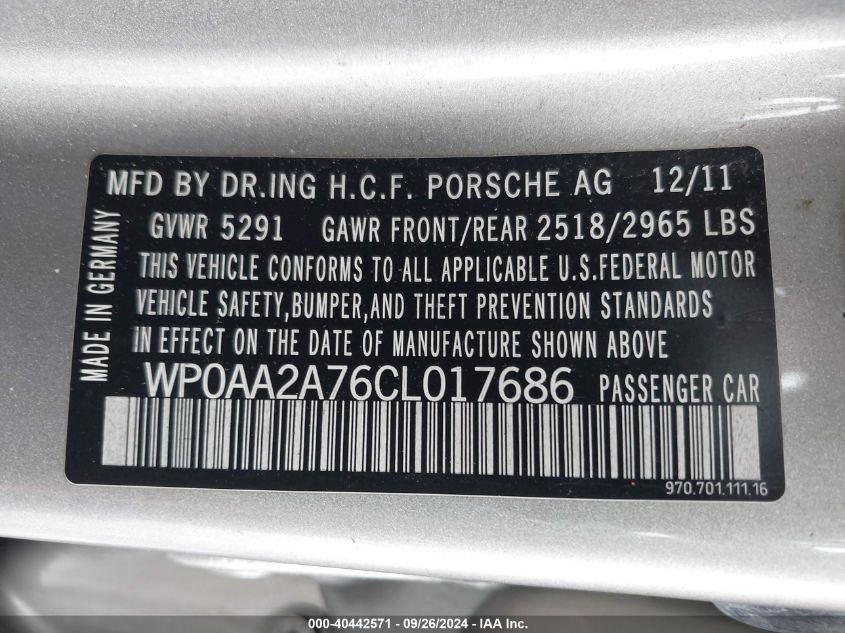 MFD BY DR.ING H.C.F. PORSCHE AG 12/11
GVWR 5291 GAWR FRONT/REAR 2518/2965 LBS
THIS VEHICLE CONFORMS TO ALL APPLICABLE U.S.FEDERAL MOTOR
VEHICLE SAFETY,BUMPER,AND THEFT PREVENTION STANDARDS
IN EFFECT ON THE DATE OF MANUFACTURE SHOWN ABOVE
WP0AA2A76CL017686 PASSENGER CAR
MADE IN GERMANY
970.701.111.16
000-40442571 - 09/26/2024 - IAA Inc.